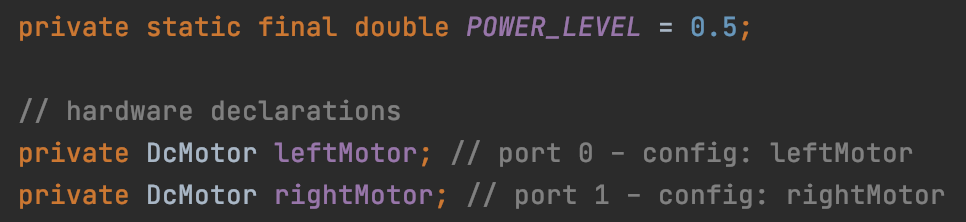 private static final double POWER_LEVEL = 0.5;
// hardware declarations
private DcMotor leftMotor; // port 0 - config: leftMotor
private DcMotor rightMotor; // port 1 - config: rightMotor